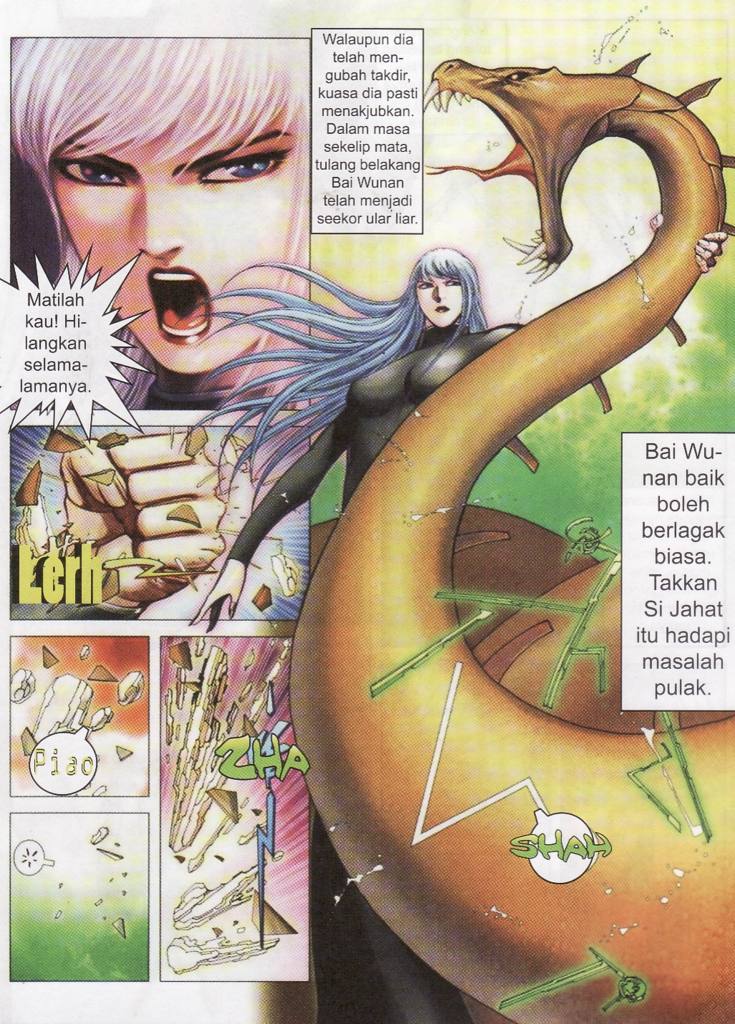 Walaupun dia
telah men-
gubah takdir,
kuasa dia pasti
menakjubkan.
Dalam masa
sekelip mata,
tulang belakang
Bai Wunan
telah menjadi
seekor ular liar.
Matilah
kau! Hi-
langkan
selama-
lamanya.
Lerh
Bai Wu-
nan baik
boleh
berlagak
biasa.
Takkan
Si Jahat
itu hadapi
masalah
pulak.
Piao
ZHA
SHAH